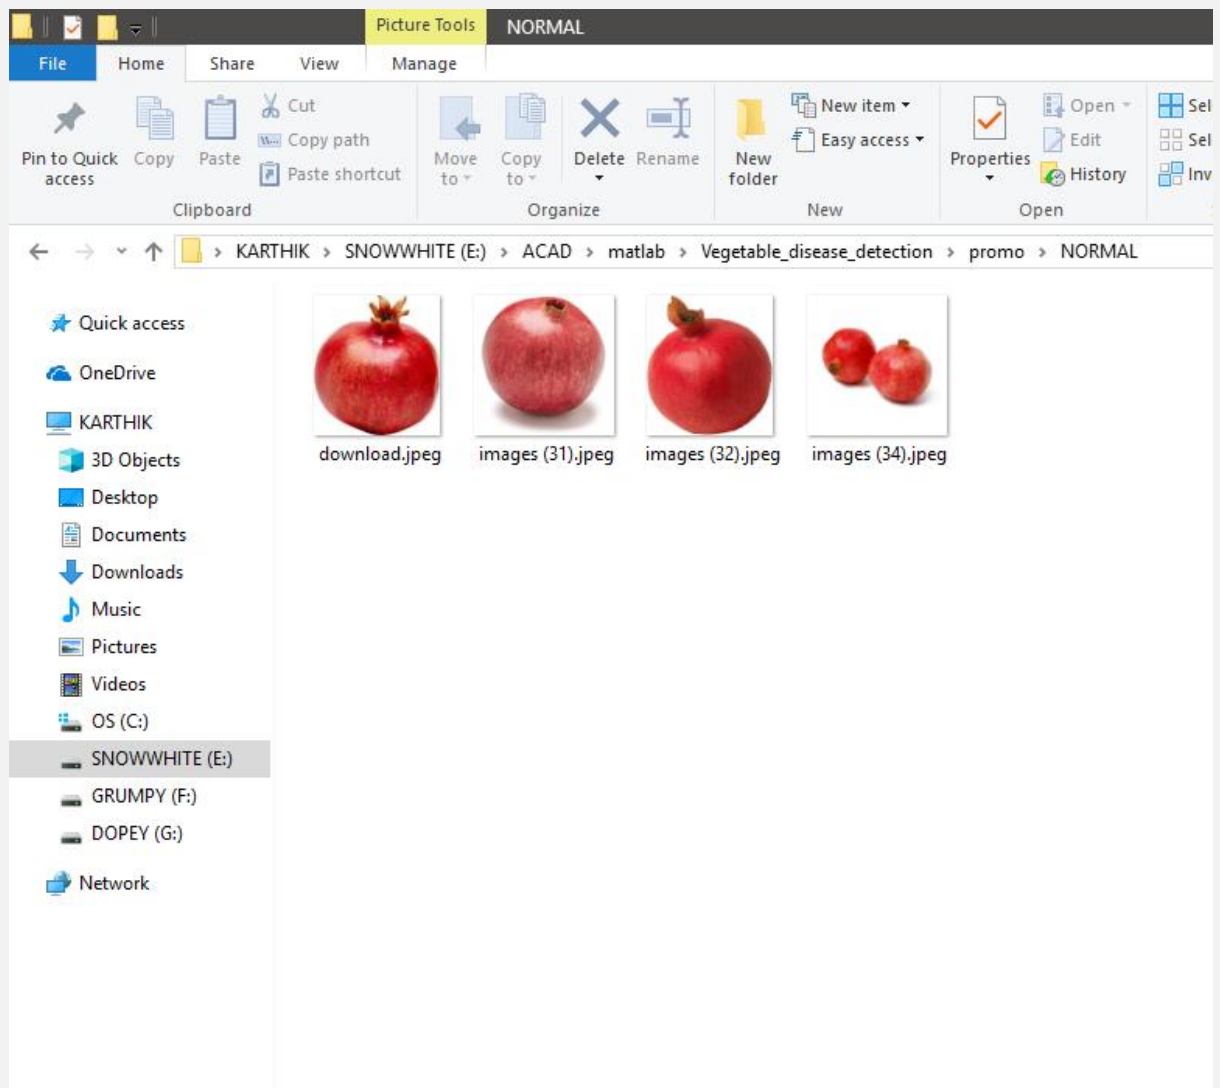 Picture Tools NORMAL
File Home Share View Manage
Pin to Quick access
Copy
Paste
Cut
Copy path
Paste shortcut
Clipboard
Move to
Copy to
Delete
Rename
Organize
New folder
New item
Easy access
New
Properties
Open
Edit
History
Open
Sel
Sel
Inv
KARTHIK > SNOWWHITE (E:) > ACAD > matlab > Vegetable_disease_detection > promo > NORMAL
Quick access
OneDrive
KARTHIK
3D Objects
Desktop
Documents
Downloads
Music
Pictures
Videos
OS (C:)
SNOWWHITE (E:)
GRUMPY (F:)
DOPEY (G:)
Network
download.jpeg
images (31).jpeg
images (32).jpeg
images (34).jpeg